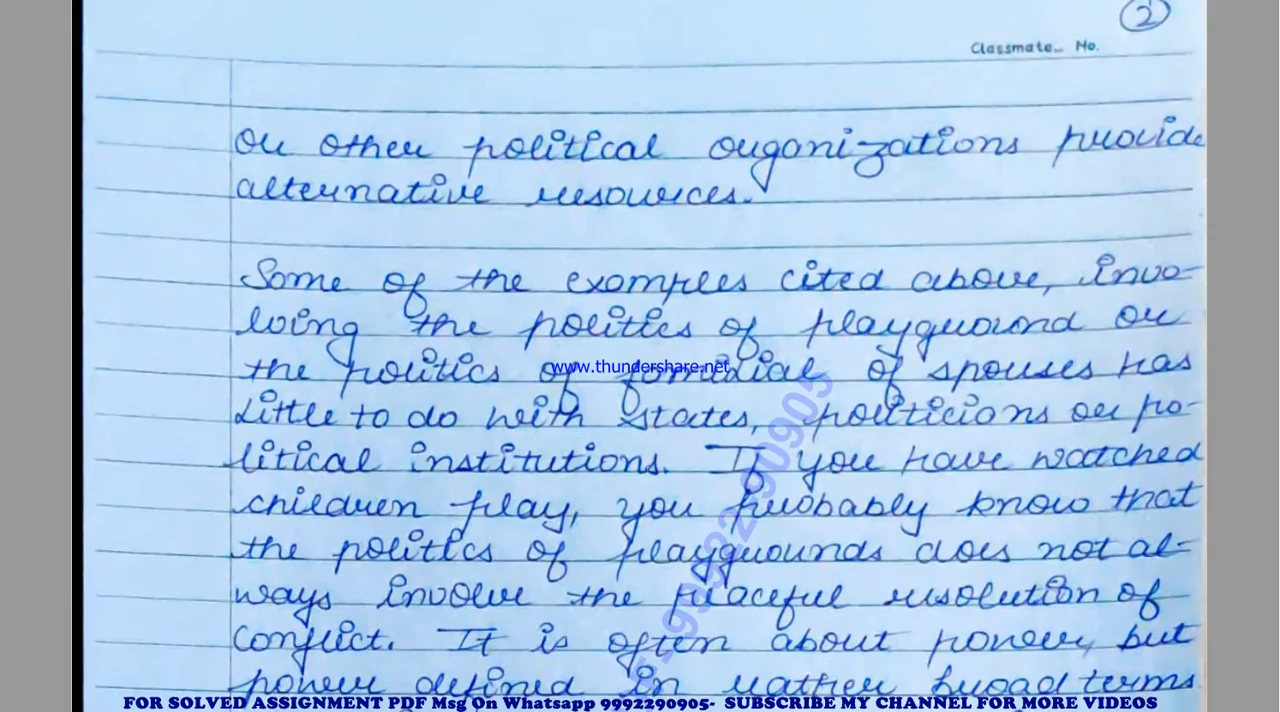 2
Classmate.. No.
or other political organizations provide
alternative resources.
Some of the examples cited above, invo-
lving the politics of playground or
the politics of familial of spouses has
little to do with states, politicians or po-
litical institutions. If you have watched
children play, you probably know that
the politics of playgrounds does not al-
ways involve the peaceful resolution of
conflict. It is often about power, but
power defined in rather broad terms
www.thundershare.net
9992290905
FOR SOLVED ASSIGNMENT PDF Msg On Whatsapp 9992290905- SUBSCRIBE MY CHANNEL FOR MORE VIDEOS